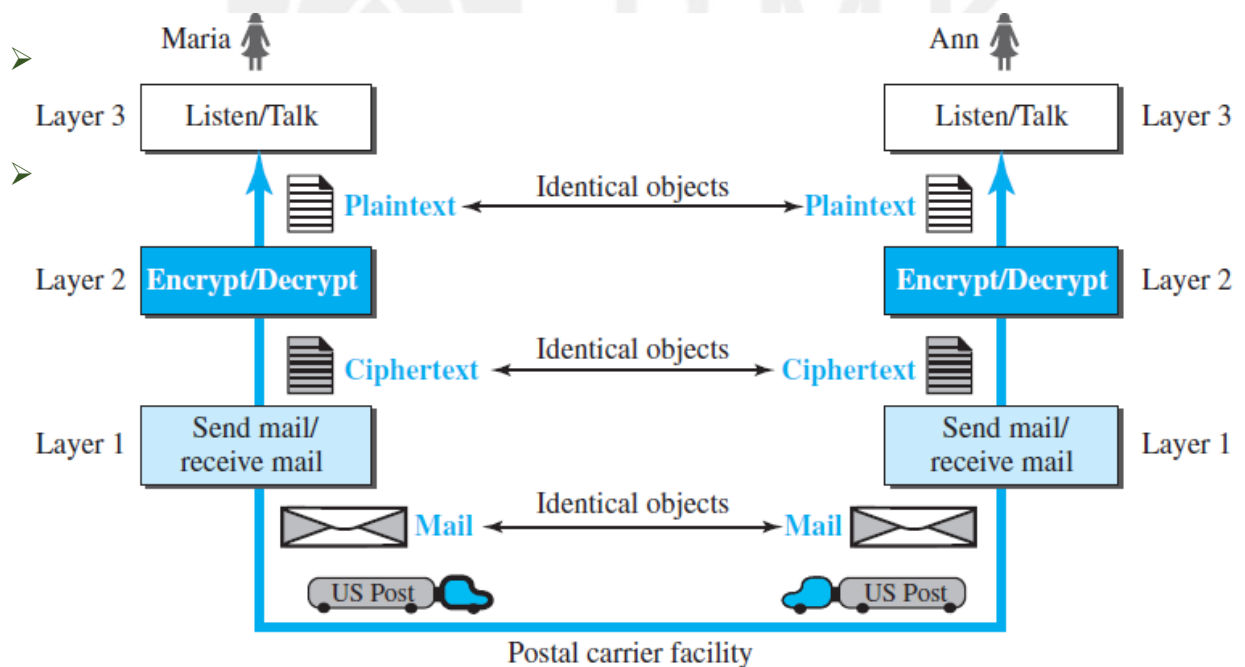 Maria
Ann
Layer 3
Listen/Talk
Listen/Talk
Layer 3
Identical objects
Plaintext
Plaintext
Layer 2
Encrypt/Decrypt
Encrypt/Decrypt
Layer 2
Identical objects
Ciphertext
Ciphertext
Layer 1
Send mail/
receive mail
Send mail/
receive mail
Layer 1
Identical objects
Mail
Mail
US Post
US Post
Postal carrier facility